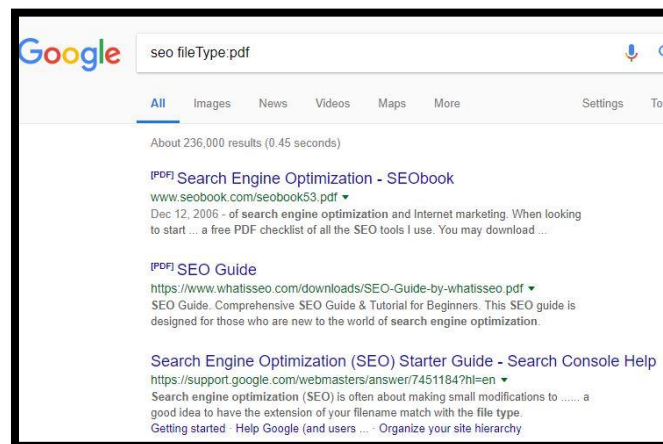 Google
seo fileType:pdf
All Images News Videos Maps More Settings To
About 236,000 results (0.45 seconds)
[PDF] Search Engine Optimization - SEObook
www.seobook.com/seobook53.pdf
Dec 12, 2006 - of search engine optimization and Internet marketing. When looking
to start ... a free PDF checklist of all the SEO tools I use. You may download ...
[PDF] SEO Guide
https://www.whatisseo.com/downloads/SEO-Guide-by-whatisseo.pdf
SEO Guide. Comprehensive SEO Guide & Tutorial for Beginners. This SEO guide is
designed for those who are new to the world of search engine optimization.
Search Engine Optimization (SEO) Starter Guide - Search Console Help
https://support.google.com/webmasters/answer/7451184?hl=en
Search engine optimization (SEO) is often about making small modifications to ...... a
good idea to have the extension of your filename match with the file type.
Getting started · Help Google (and users ... · Organize your site hierarchy